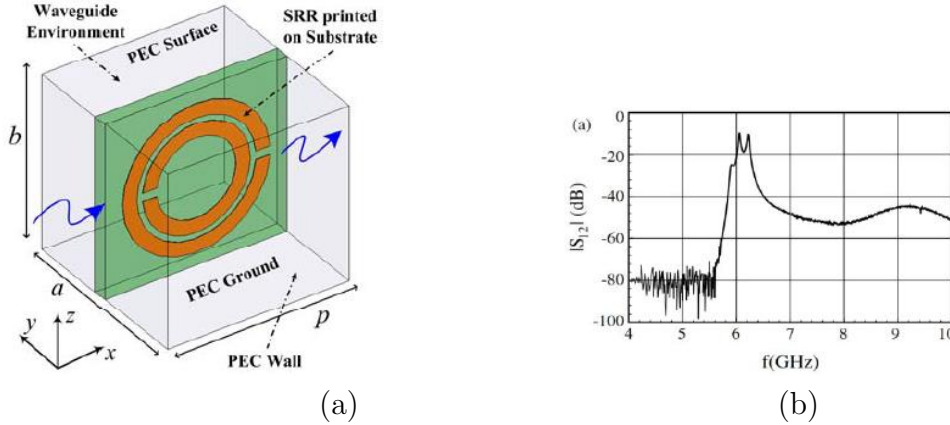 Waveguide
Environment
PEC Surface
SRR printed
on Substrate
b
PEC Ground
a
p
PEC Wall
y
z
x
(a)
(a)
0
-20
-40
-60
-80
-100
|S12| (dB)
4 5 6 7 8 9 10
f(GHz)
(b)